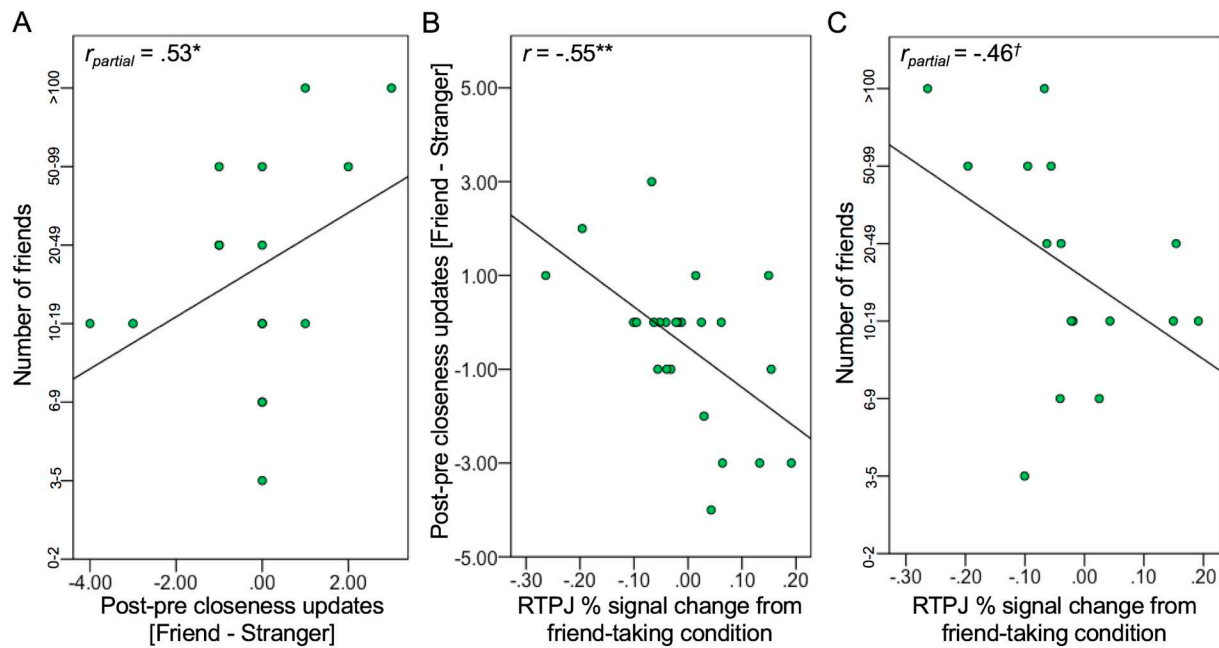 A
r_partial = .53*
Number of friends
>100
50-99
20-49
10-19
6-9
3-5
0-2
-4.00 -2.00 .00 2.00
Post-pre closeness updates
[Friend - Stranger]
B
r = -.55**
Post-pre closeness updates [Friend - Stranger]
5.00
3.00
1.00
-1.00
-3.00
-5.00
-.30 -.20 -.10 .00 .10 .20
RTPJ % signal change from
friend-taking condition
C
r_partial = -.46†
Number of friends
>100
50-99
20-49
10-19
6-9
3-5
0-2
-.30 -.20 -.10 .00 .10 .20
RTPJ % signal change from
friend-taking condition